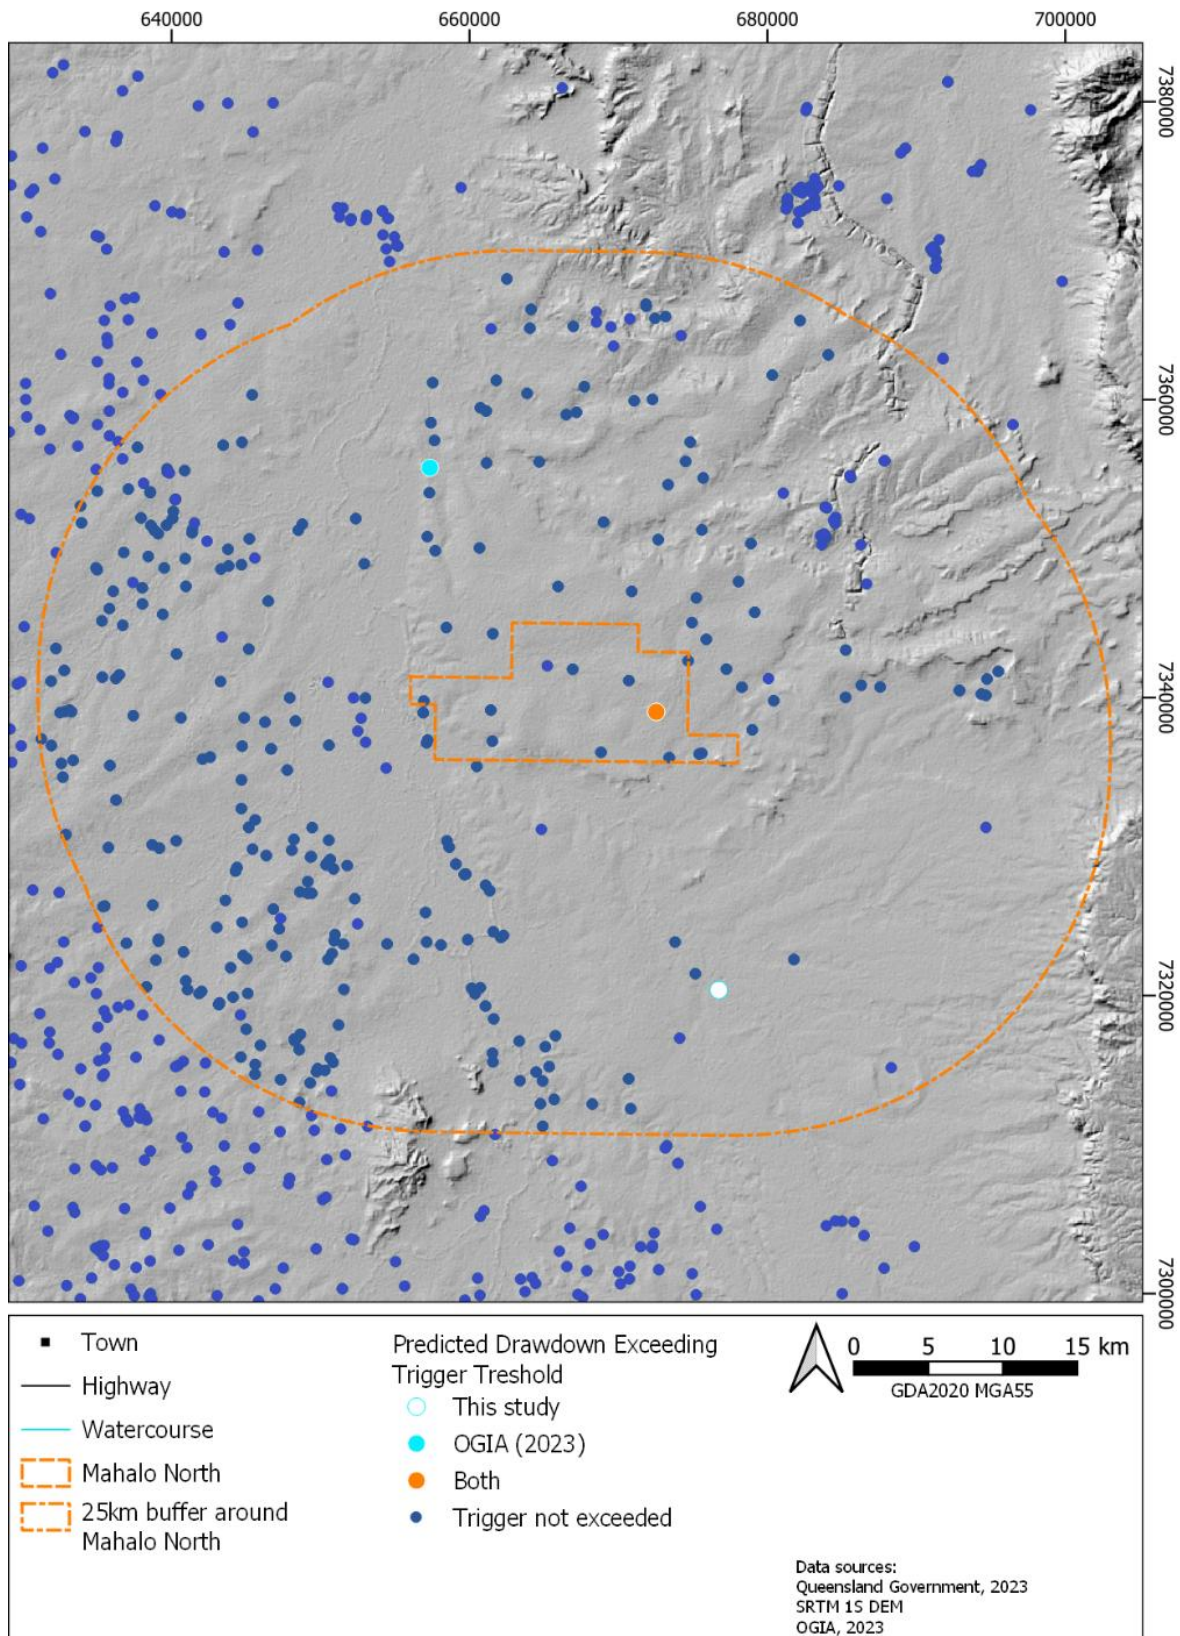 640000 660000 680000 700000
7380000
7360000
7340000
7320000
7300000
Town
Highway
Watercourse
Mahalo North
25km buffer around
Mahalo North
Predicted Drawdown Exceeding
Trigger Treshold
This study
OGIA (2023)
Both
Trigger not exceeded
0 5 10 15 km
GDA2020 MGA55
Data sources:
Queensland Government, 2023
SRTM 1S DEM
OGIA, 2023